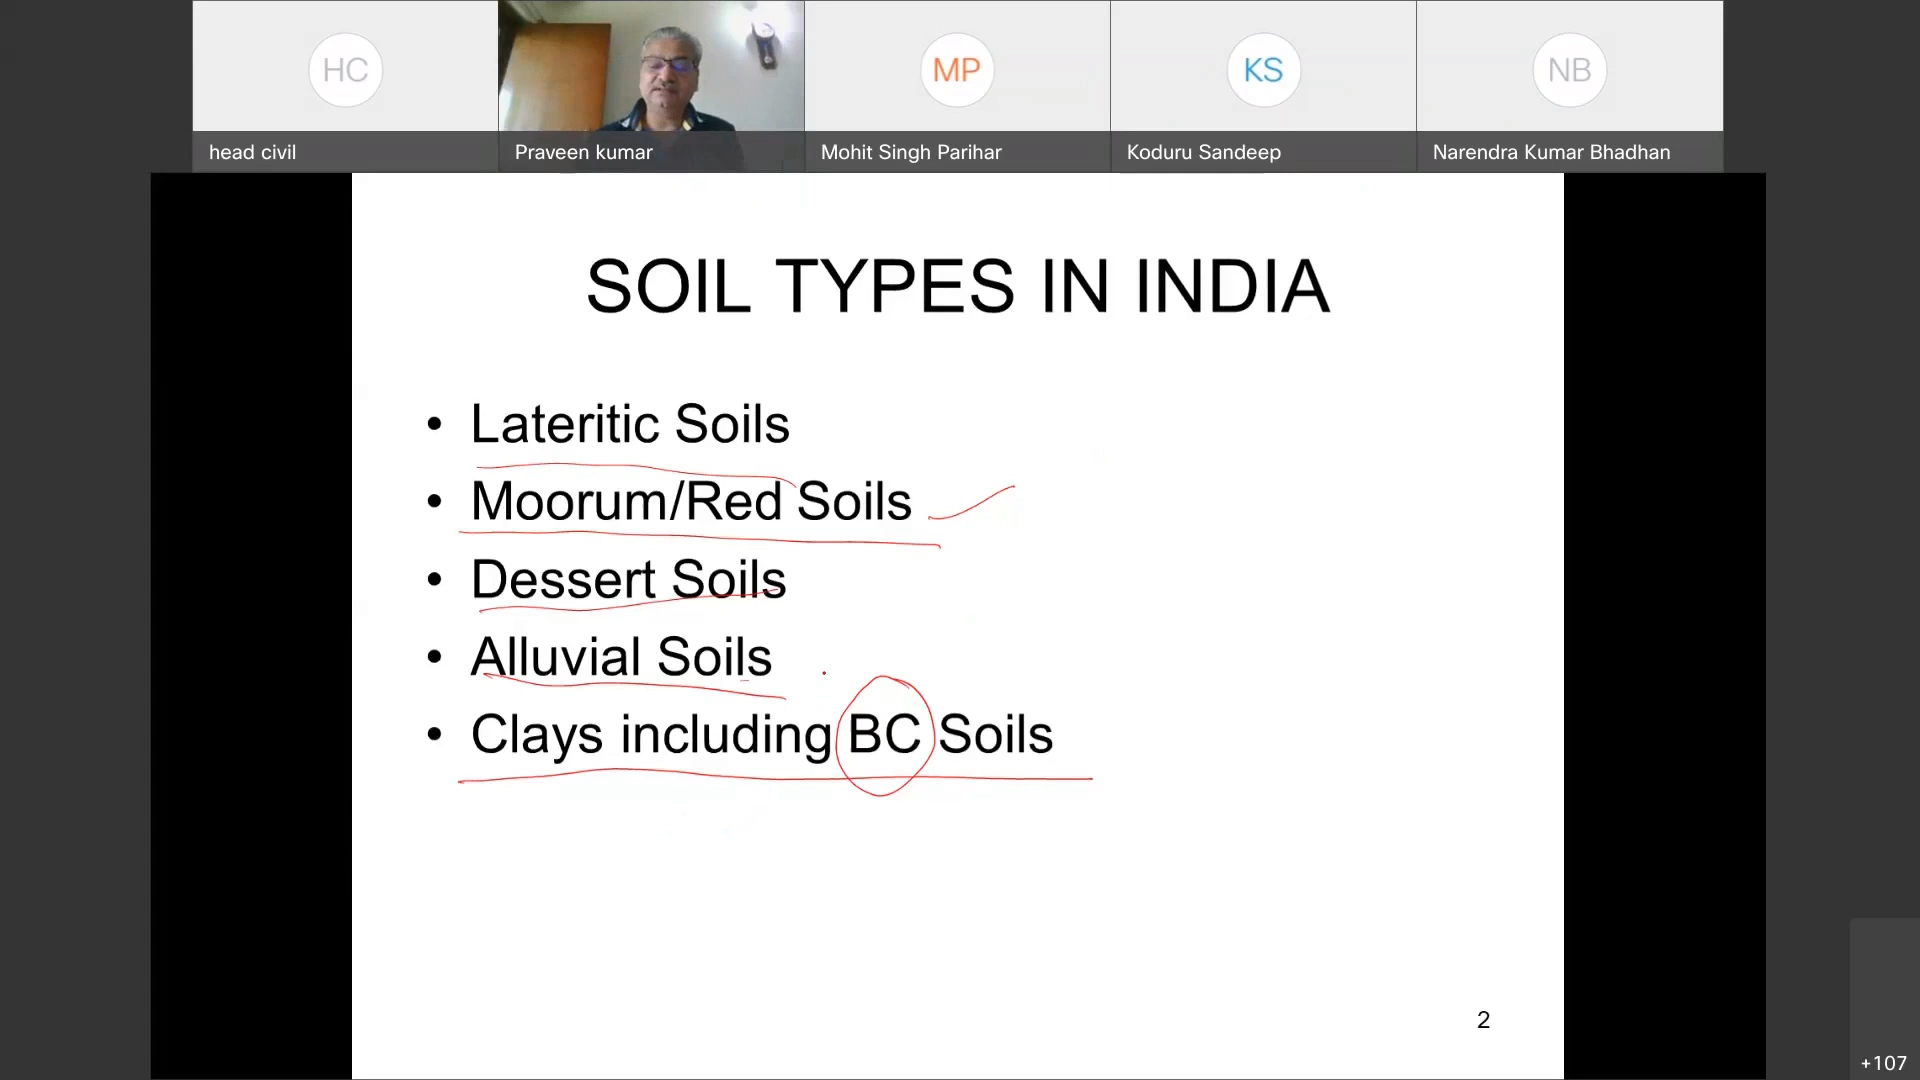 HC
MP
KS
NB
head civil
Praveen kumar
Mohit Singh Parihar
Koduru Sandeep
Narendra Kumar Bhadhan
SOIL TYPES IN INDIA
• Lateritic Soils
• Moorum/Red Soils
• Dessert Soils
• Alluvial Soils
• Clays including BC Soils
2
+107